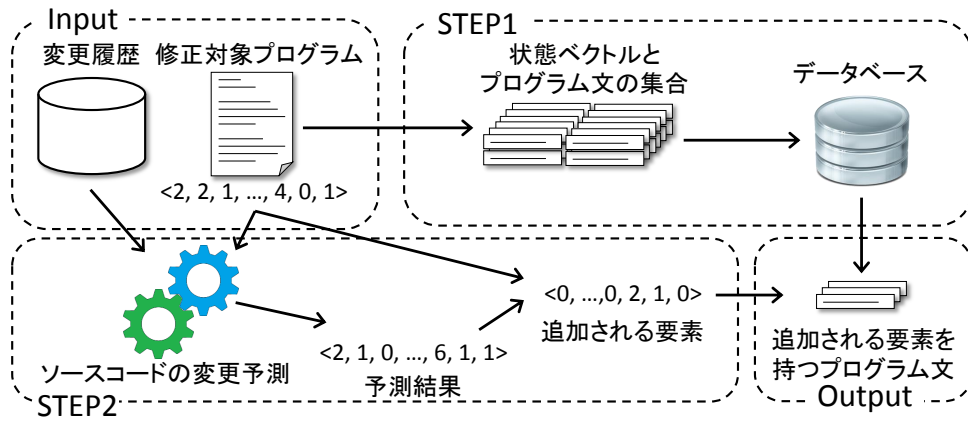 Input
変更履歴
修正対象プログラム
<2, 2, 1, ..., 4, 0, 1>
STEP1
状態ベクトルと
プログラム文の集合
データベース
ソースコードの変更予測
STEP2
<2, 1, 0, ..., 6, 1, 1>
予測結果
<0, ...,0, 2, 1, 0>
追加される要素
追加される要素を
持つプログラム文
Output